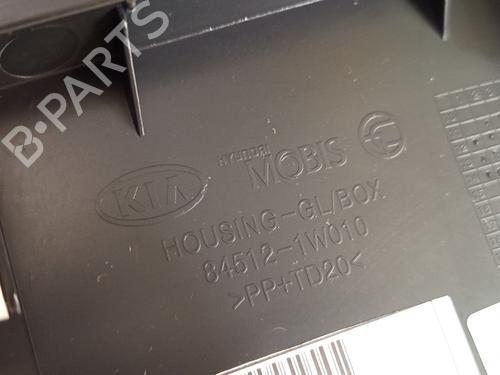 B-PARTS
KIA
HYUNDAI
MOBIS
HOUSING-GL/BOX
84512-1W010
>PP+TD20<